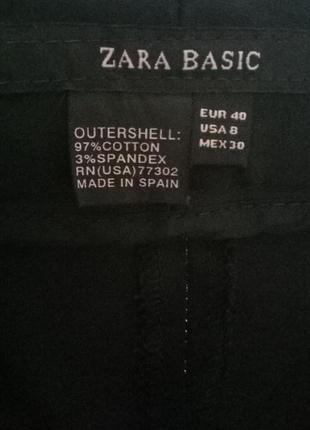 ZARA BASIC
OUTERSHELL:
97%COTTON
3%SPANDEX
RN(USA)77302
MADE IN SPAIN
EUR 40
USA 8
MEX 30